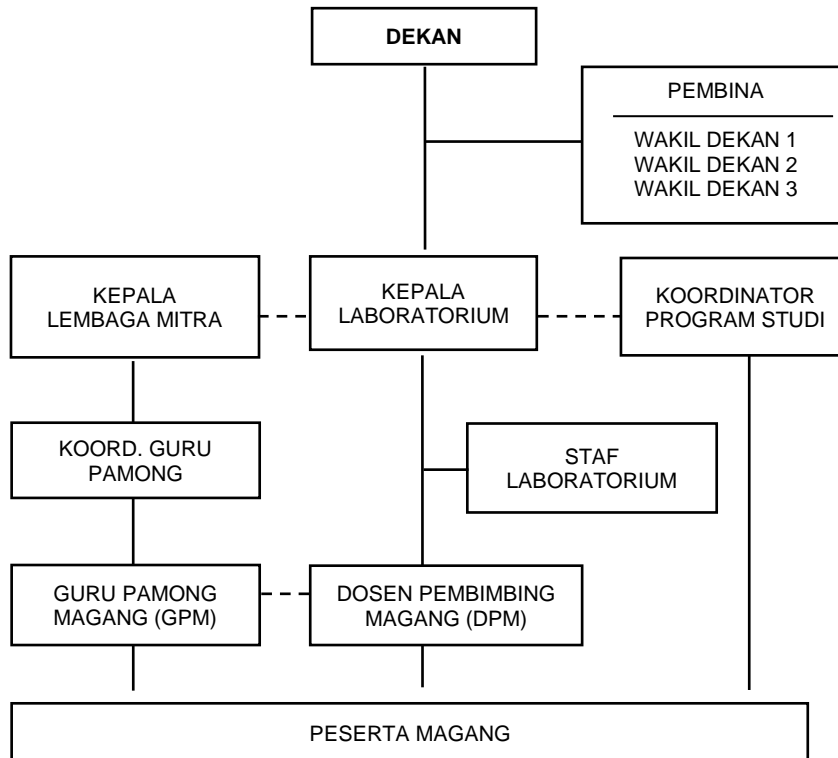 DEKAN
PEMBINA
WAKIL DEKAN 1
WAKIL DEKAN 2
WAKIL DEKAN 3
KEPALA
LEMBAGA MITRA
KEPALA
LABORATORIUM
KOORDINATOR
PROGRAM STUDI
KOORD. GURU
PAMONG
STAF
LABORATORIUM
GURU PAMONG
MAGANG (GPM)
DOSEN PEMBIMBING
MAGANG (DPM)
PESERTA MAGANG